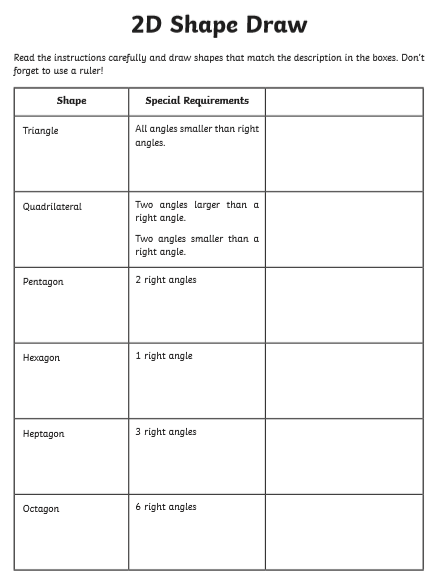 2D Shape Draw
Read the instructions carefully and draw shapes that match the description in the boxes. Don't
forget to use a ruler!
Shape
Special Requirements
Triangle
All angles smaller than right
angles.
Quadrilateral
Two angles larger than a
right angle.
Two angles smaller than a
right angle.
Pentagon
2 right angles
Hexagon
1 right angle
Heptagon
3 right angles
Octagon
6 right angles